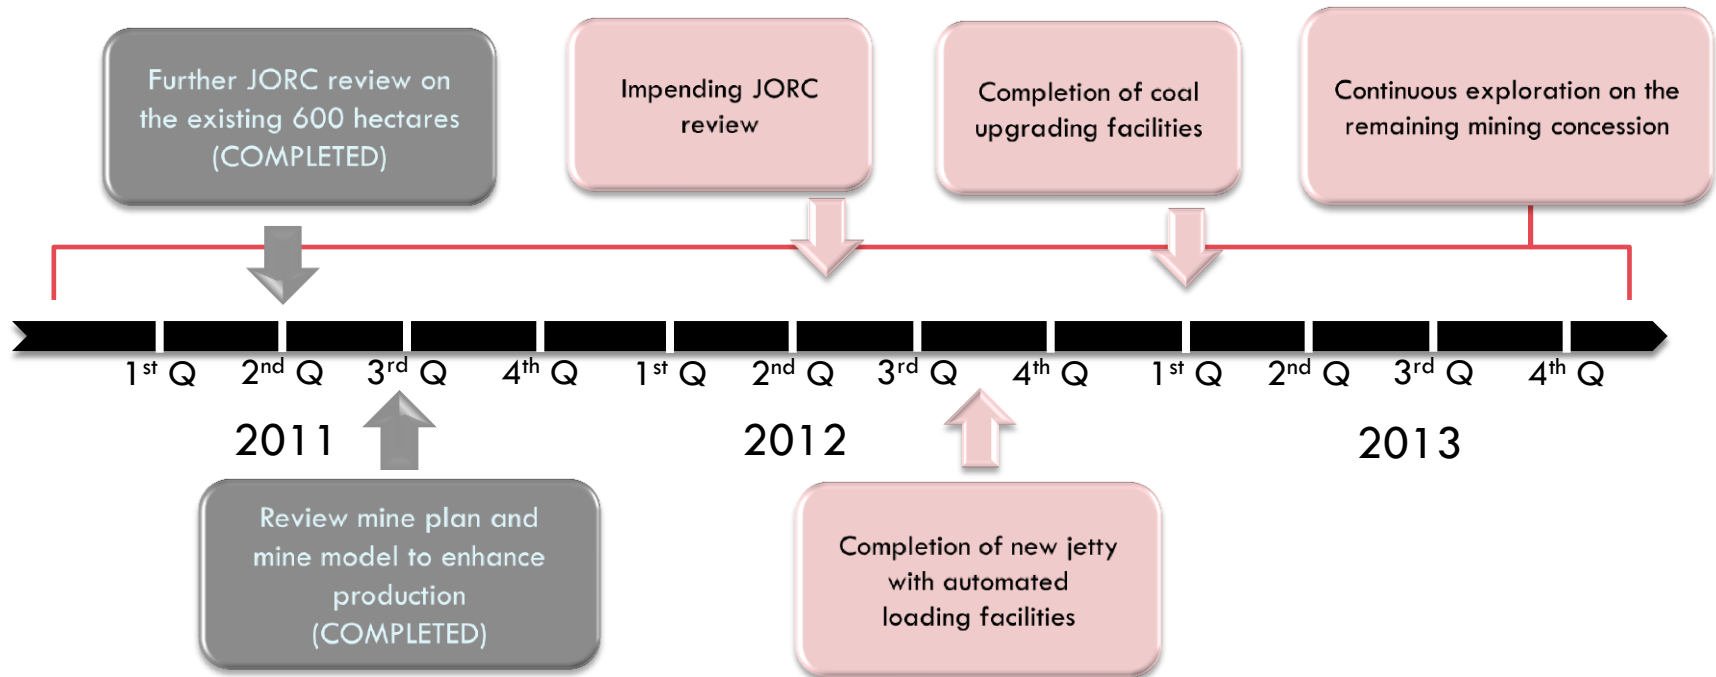 Further JORC review on
the existing 600 hectares
(COMPLETED)
Impending JORC
review
Completion of coal
upgrading facilities
Continuous exploration on the
remaining mining concession
1st Q 2nd Q 3rd Q 4th Q 1st Q 2nd Q 3rd Q 4th Q 1st Q 2nd Q 3rd Q 4th Q
2011 2012 2013
Review mine plan and
mine model to enhance
production
(COMPLETED)
Completion of new jetty
with automated
loading facilities